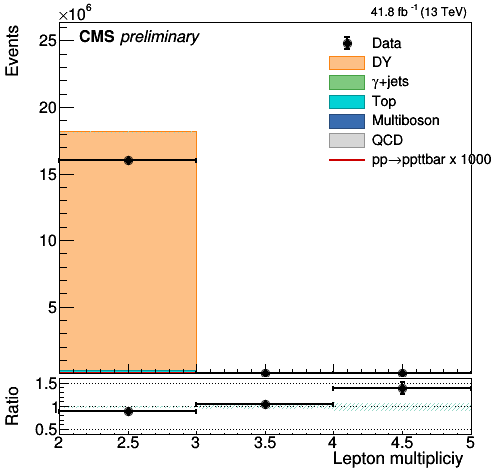 ×10⁶
41.8 fb⁻¹ (13 TeV)
CMS preliminary
Events
25
20
15
10
5
Data
DY
γ+jets
Top
Multiboson
QCD
pp→ppttbar x 1000
Ratio
1.5
1
0.5
2 2.5 3 3.5 4 4.5 5
Lepton multipliciy